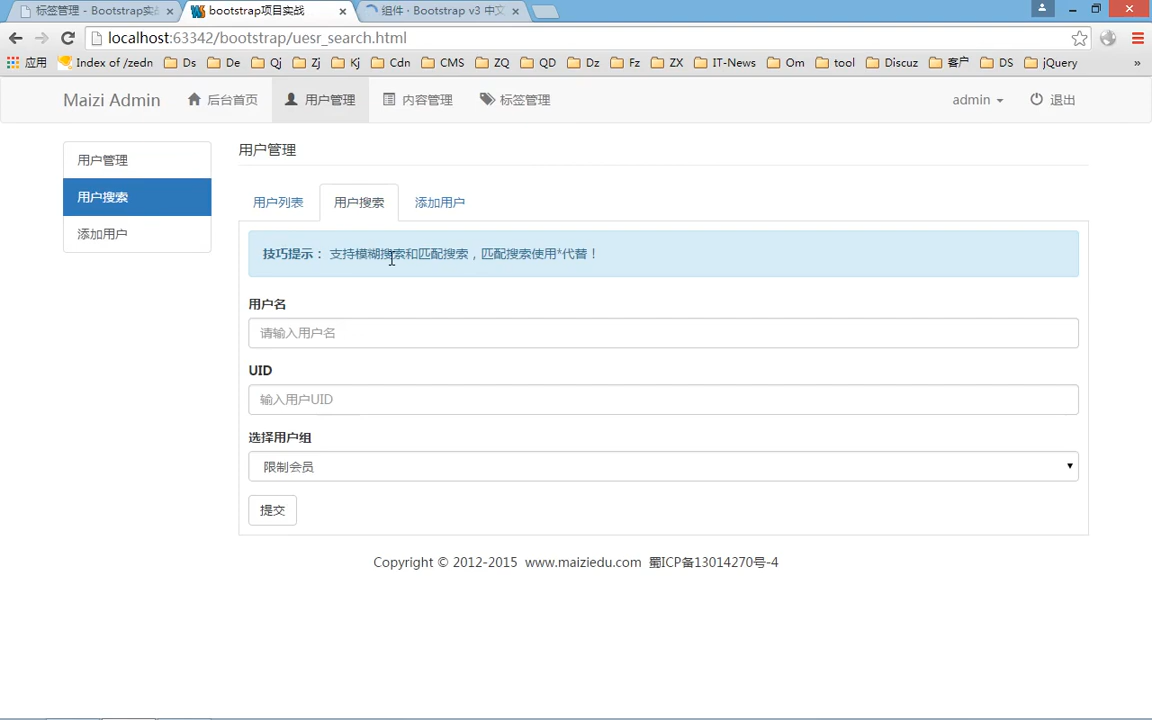 标签管理 - Bootstrap实
bootstrap项目实战
组件 · Bootstrap v3 中文
localhost:63342/bootstrap/uesr_search.html
应用 Index of /zedn Ds De Qj Zj Kj Cdn CMS ZQ QD Dz Fz ZX IT-News Om tool Discuz 客户 DS jQuery »
Maizi Admin 后台首页 用户管理 内容管理 标签管理 admin 退出
用户管理
用户搜索
添加用户
用户管理
用户列表 用户搜索 添加用户
技巧提示： 支持模糊搜索和匹配搜索，匹配搜索使用*代替！
用户名
请输入用户名
UID
输入用户UID
选择用户组
限制会员
提交
Copyright © 2012-2015 www.maiziedu.com 蜀ICP备13014270号-4